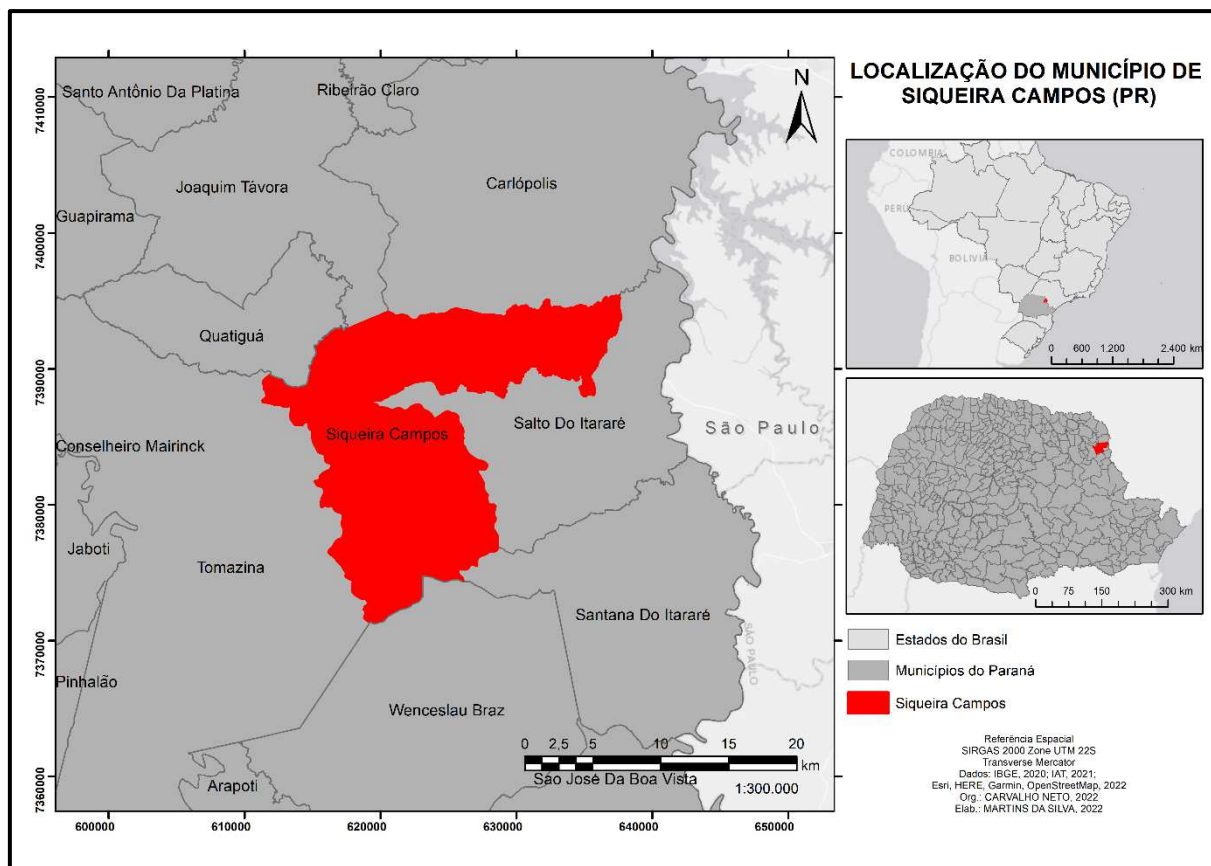 LOCALIZAÇÃO DO MUNICÍPIO DE
SIQUEIRA CAMPOS (PR)
N
Santo Antônio Da Platina
Ribeirão Claro
Joaquim Távora
Carlópolis
Guapirama
Quatiguá
Siqueira Campos
Salto Do Itararé
São Paulo
Conselheiro Mairinck
Jaboti
Tomazina
Santana Do Itararé
SÃO PAULO
Pinhalão
Wenceslau Braz
Arapoti
São José Da Boa Vista
0 2,5 5 10 15 20
km
1:300.000
7410000
7400000
7390000
7380000
7370000
7360000
600000 610000 620000 630000 640000 650000
COLOMBIA
PERÚ
BOLIVIA
0 600 1.200 2.400 km
0 75 150 300 km
Estados do Brasil
Municípios do Paraná
Siqueira Campos
Referência Espacial
SIRGAS 2000 Zone UTM 22S
Transverse Mercator
Dados: IBGE, 2020; IAT, 2021;
Esri, HERE, Garmin, OpenStreetMap, 2022
Org.: CARVALHO NETO, 2022
Elab.: MARTINS DA SILVA, 2022